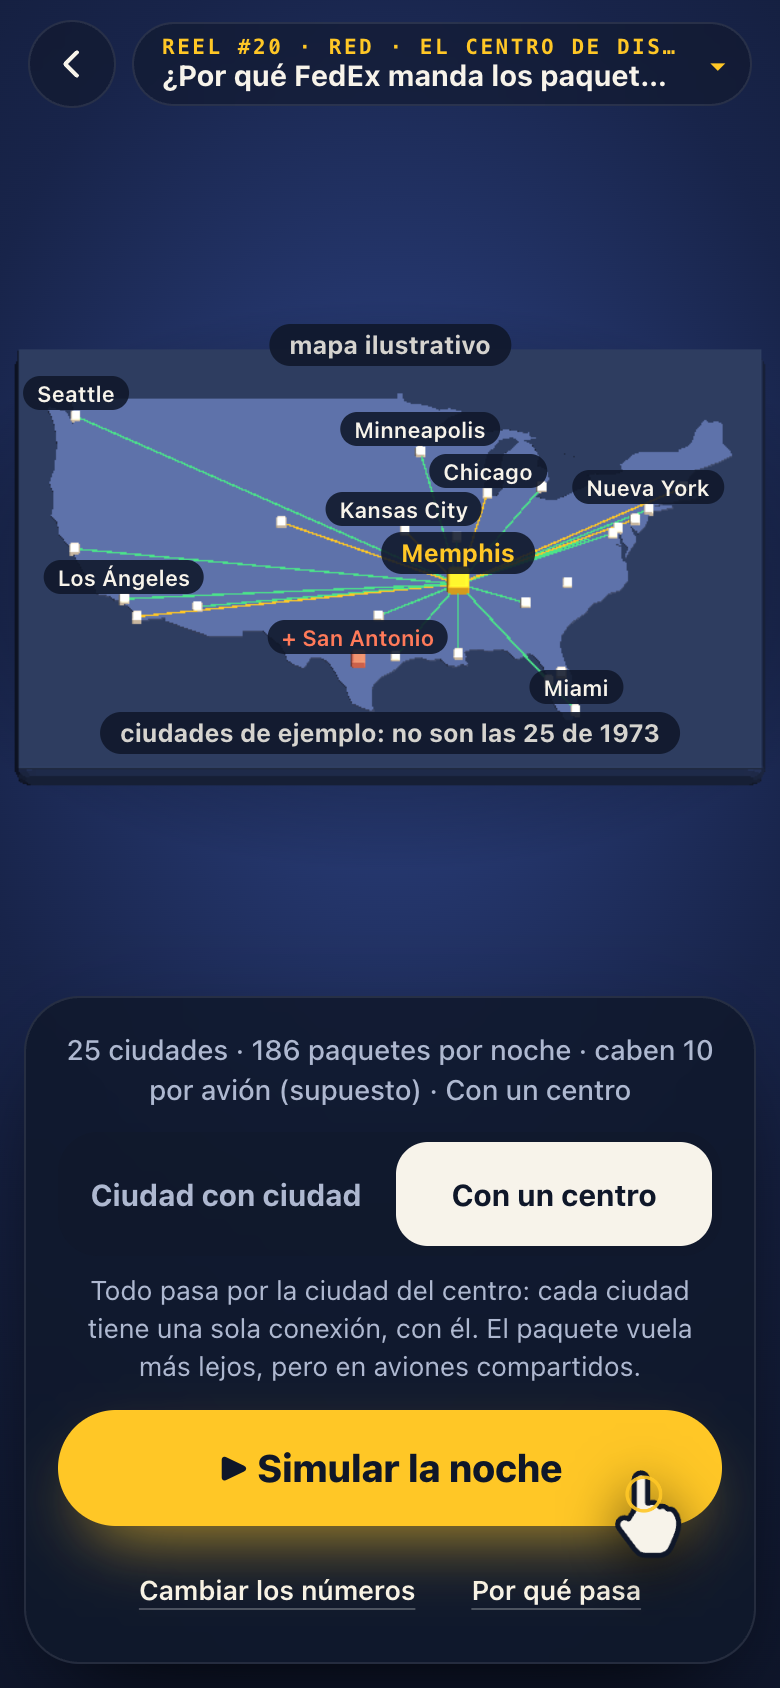 REEL #20 · RED · EL CENTRO DE DIS…
¿Por qué FedEx manda los paquet...
mapa ilustrativo
Seattle
Minneapolis
Chicago
Nueva York
Kansas City
Memphis
Los Ángeles
+ San Antonio
Miami
ciudades de ejemplo: no son las 25 de 1973
25 ciudades · 186 paquetes por noche · caben 10
por avión (supuesto) · Con un centro
Ciudad con ciudad
Con un centro
Todo pasa por la ciudad del centro: cada ciudad
tiene una sola conexión, con él. El paquete vuela
más lejos, pero en aviones compartidos.
Simular la noche
Cambiar los números
Por qué pasa